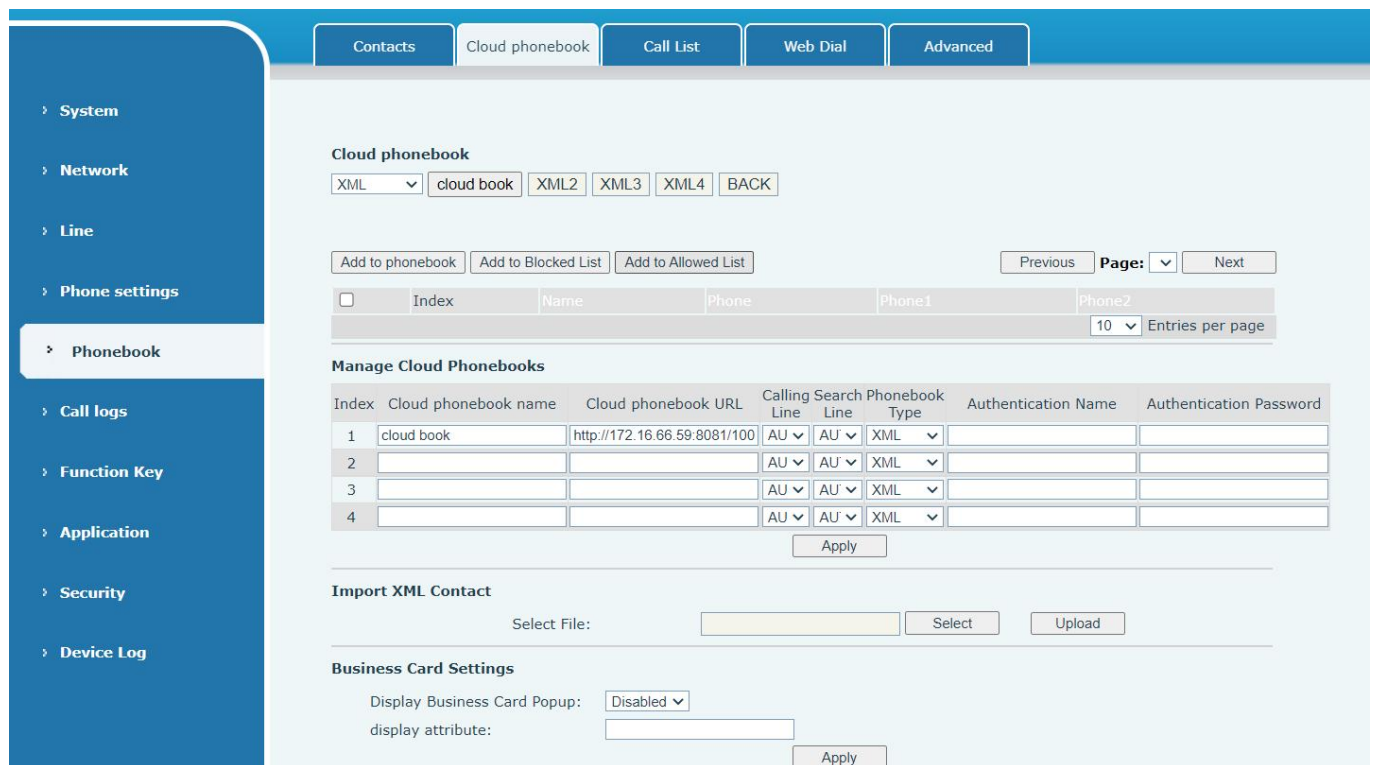 Contacts Cloud phonebook Call List Web Dial Advanced
System
Network
Line
Phone settings
Phonebook
Call logs
Function Key
Application
Security
Device Log
Cloud phonebook
XML cloud book XML2 XML3 XML4 BACK
Add to phonebook Add to Blocked List Add to Allowed List Previous Page: Next
Index Name Phone Phone1 Phone2
10 Entries per page
Manage Cloud Phonebooks
Index Cloud phonebook name Cloud phonebook URL Calling Line Search Line Phonebook Type Authentication Name Authentication Password
1 cloud book http://172.16.66.59:8081/100 AU AU XML
2 AU AU XML
3 AU AU XML
4 AU AU XML
Apply
Import XML Contact
Select File: Select Upload
Business Card Settings
Display Business Card Popup: Disabled
display attribute:
Apply